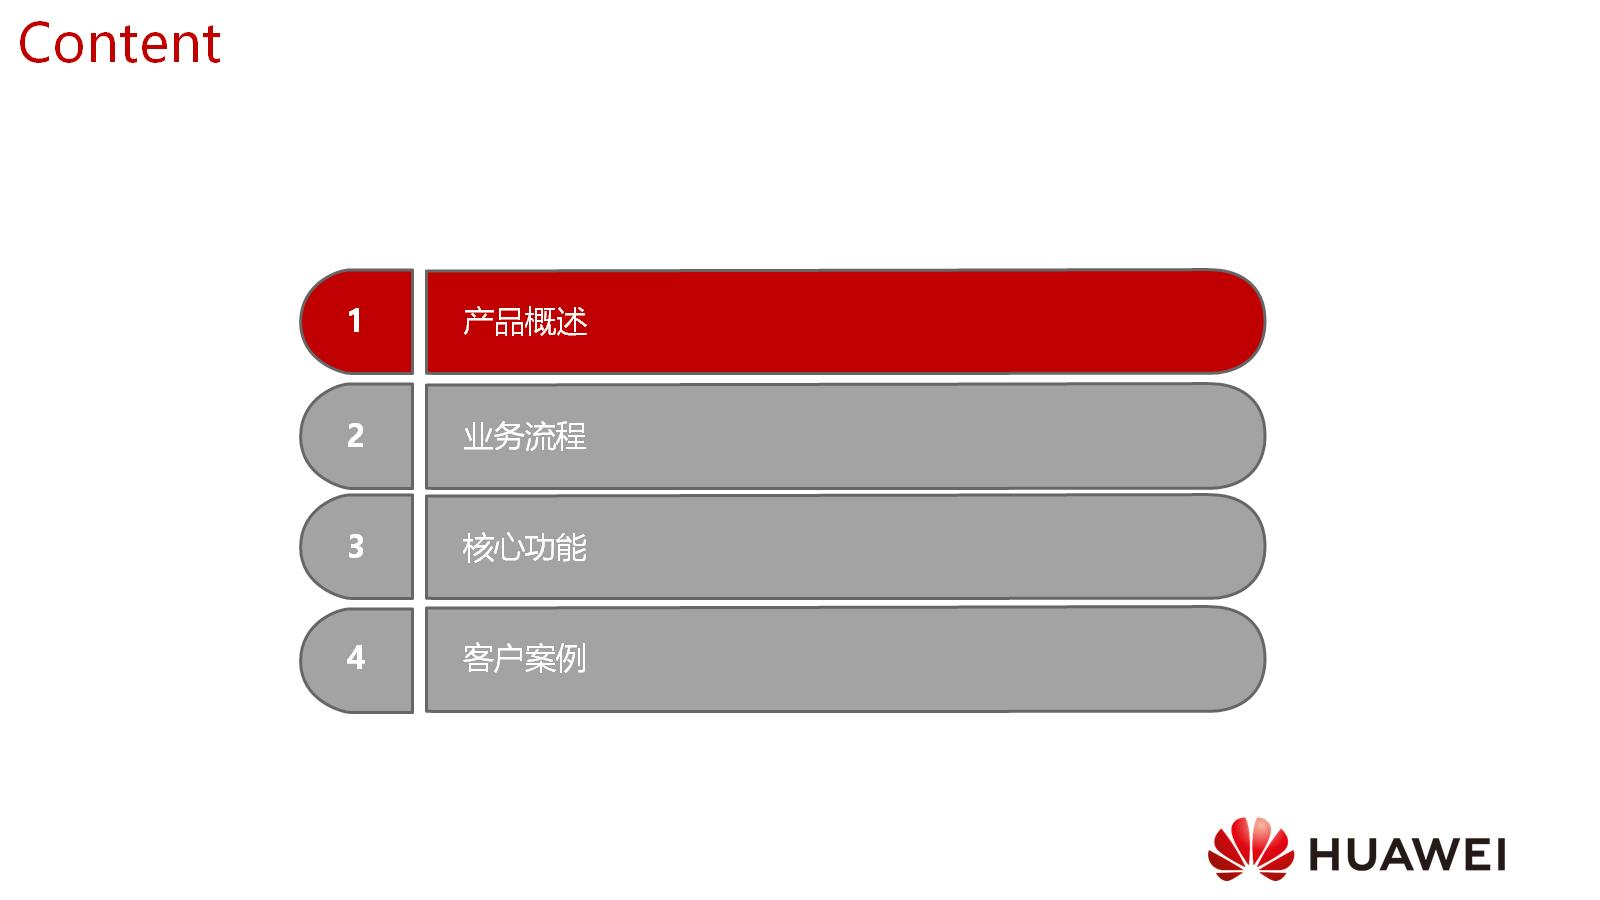 Content
1 产品概述
2 业务流程
3 核心功能
4 客户案例
HUAWEI